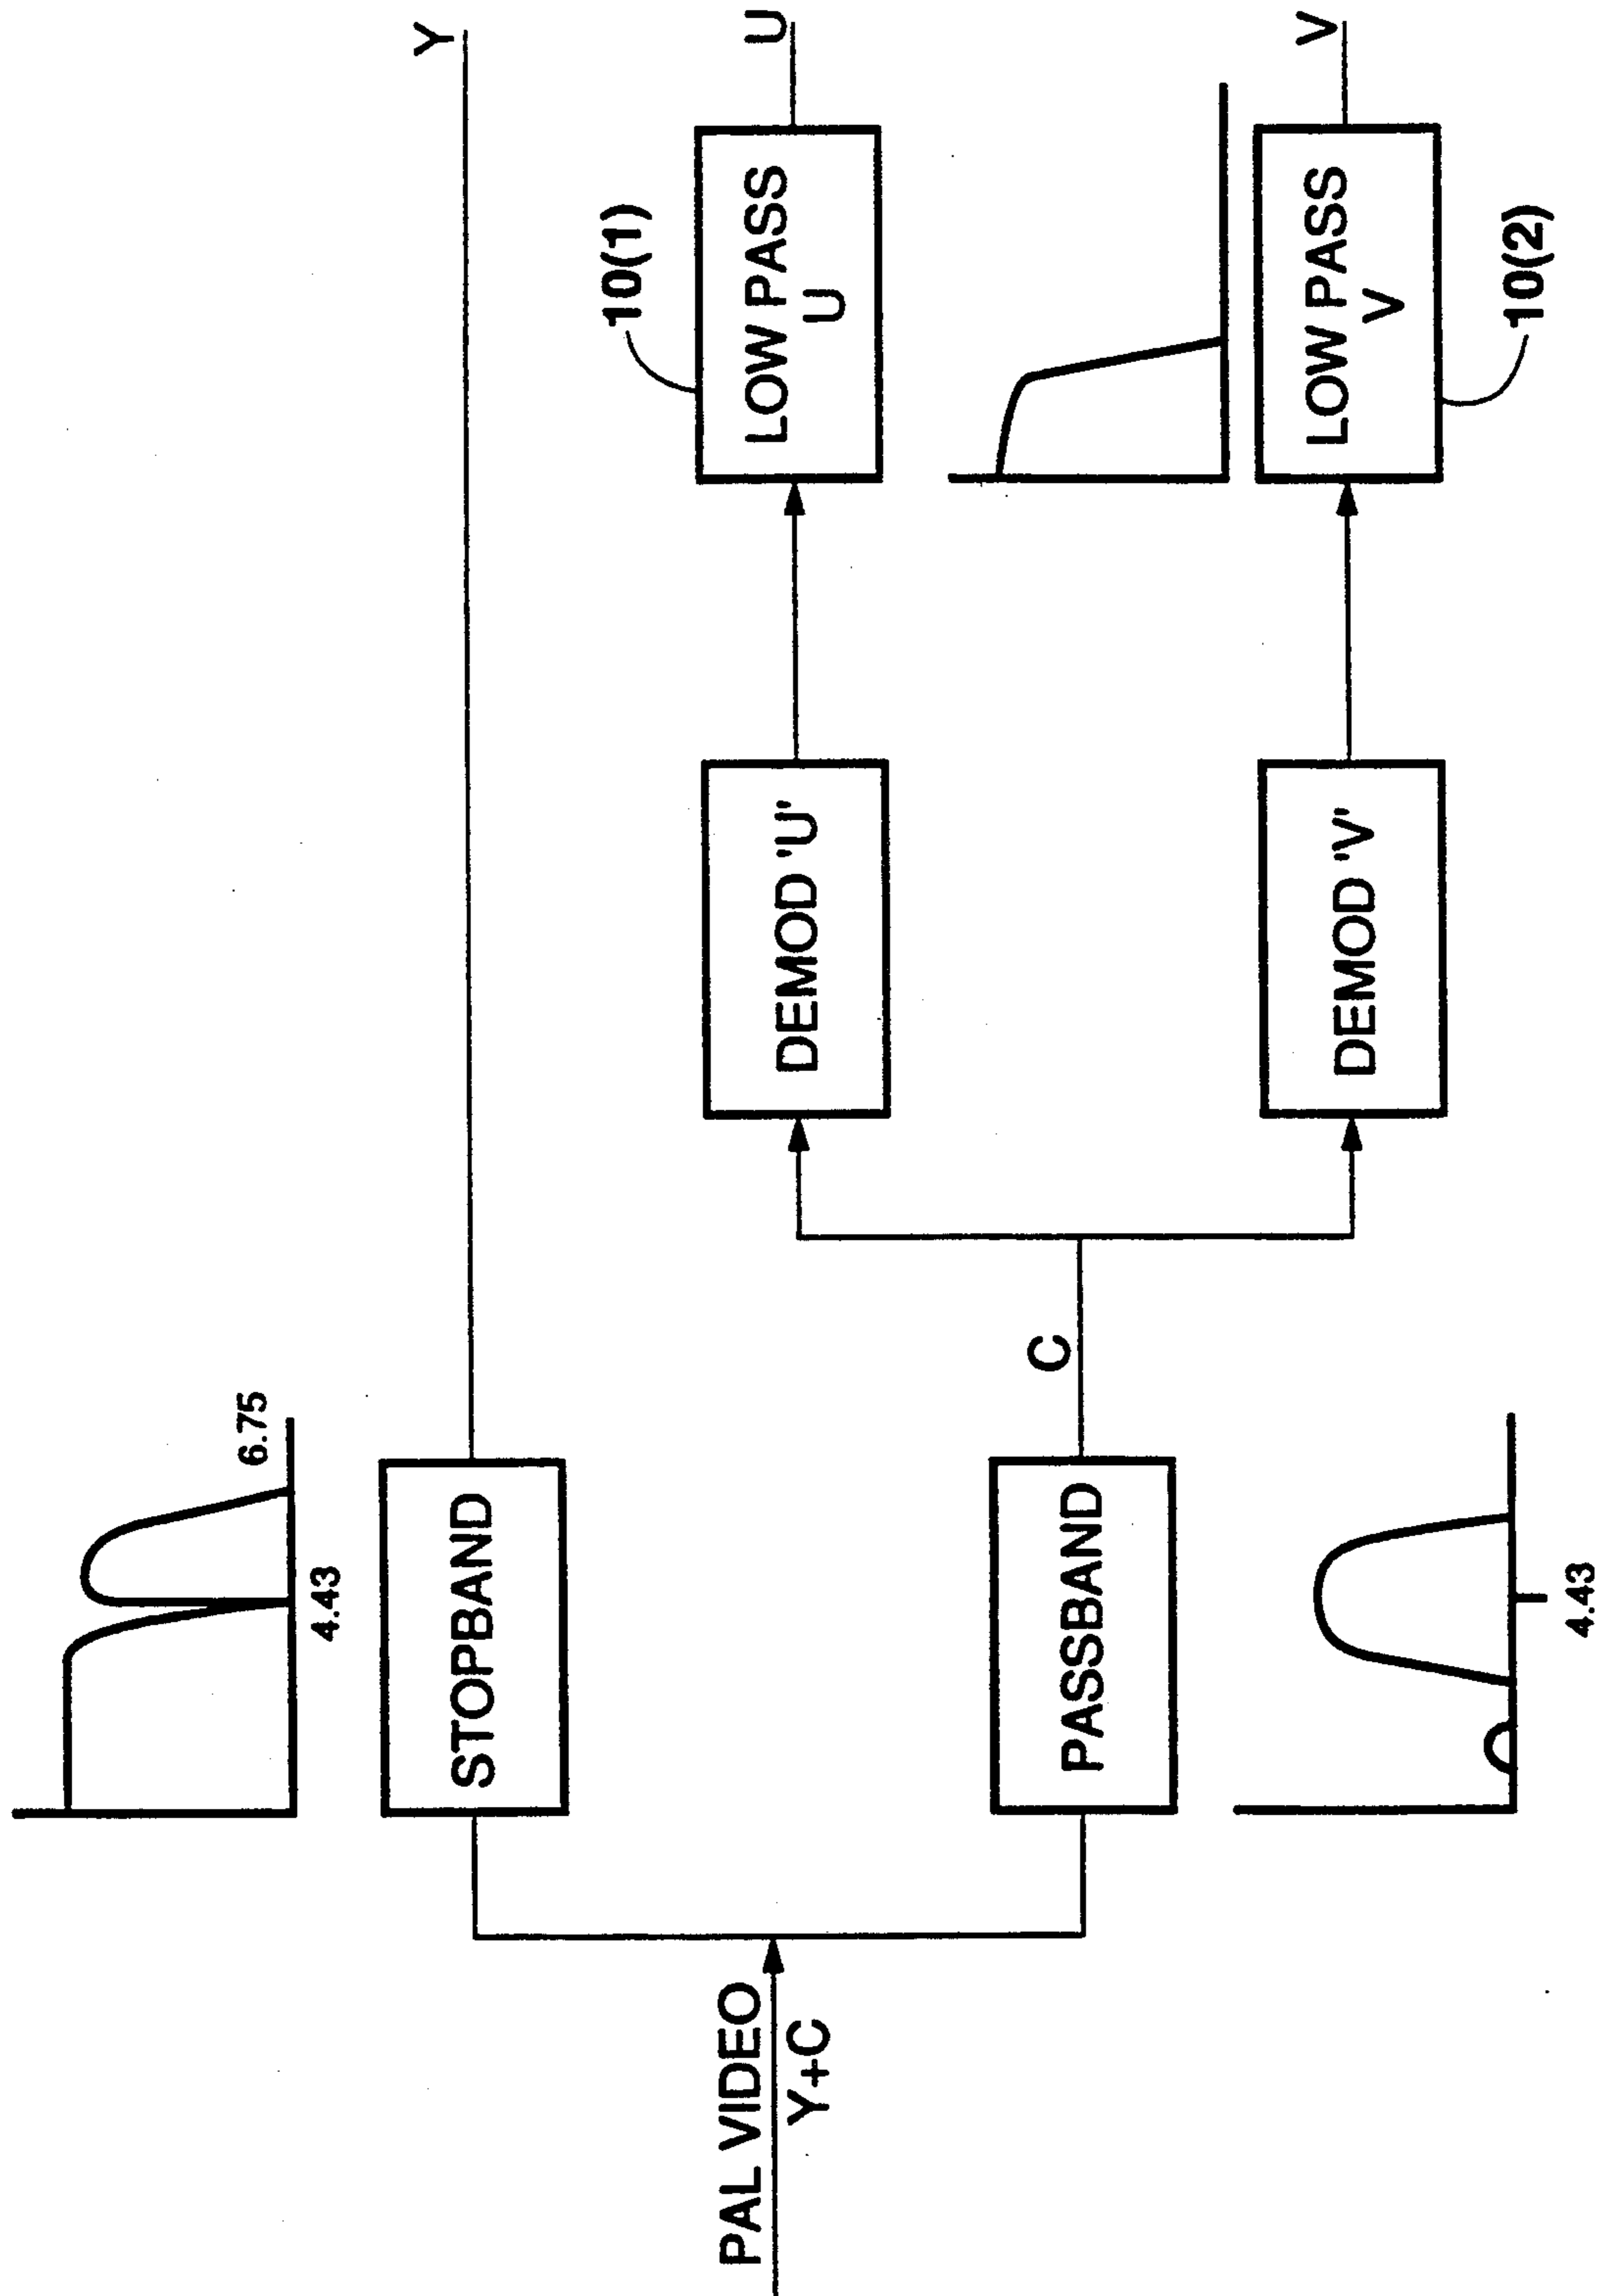 PAL VIDEO
Y+C
6.75
4.43
STOPBAND
Y
PASSBAND
4.43
C
DEMOD 'U'
DEMOD 'V'
10(1)
LOW PASS
U
U
LOW PASS
V
V
10(2)